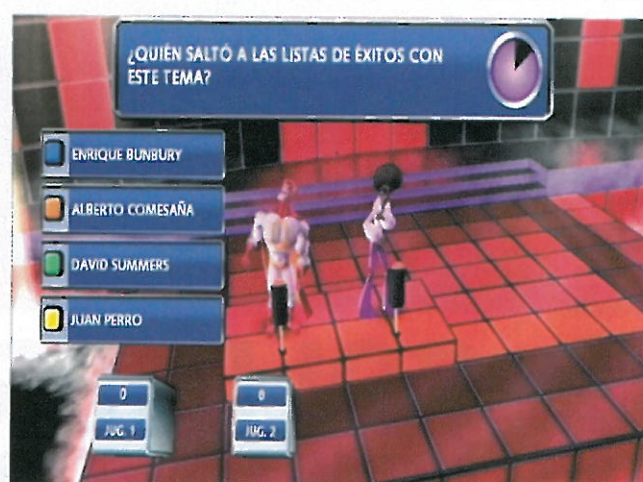 ¿QUIÉN SALTÓ A LAS LISTAS DE ÉXITOS CON
ESTE TEMA?
ENRIQUE BUNBURY
ALBERTO COMESAÑA
DAVID SUMMERS
JUAN PERRO
0
JUG. 1
0
JUG. 2